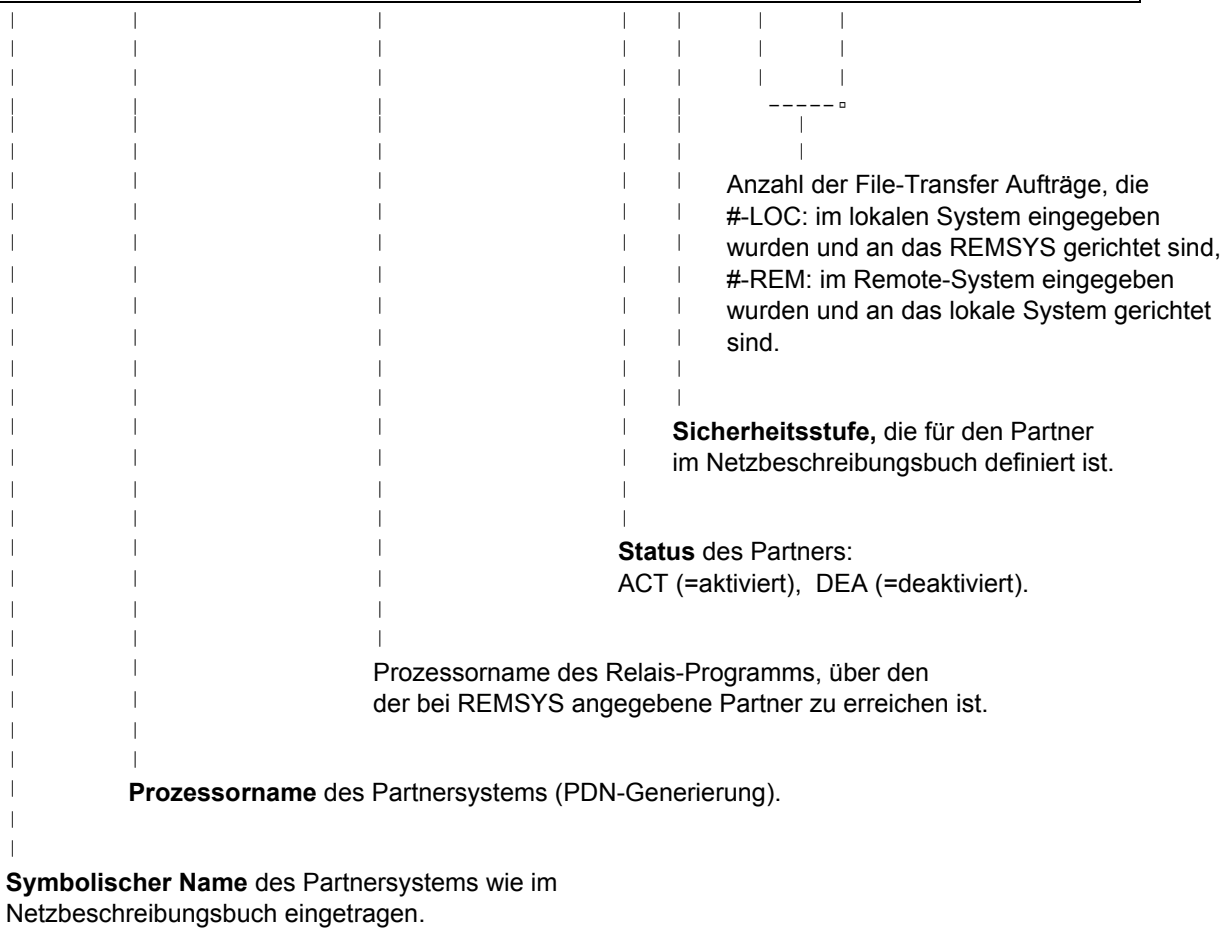 Anzahl der File-Transfer Aufträge, die
#-LOC: im lokalen System eingegeben
wurden und an das REMSYS gerichtet sind,
#-REM: im Remote-System eingegeben
wurden und an das lokale System gerichtet
sind.
Sicherheitsstufe, die für den Partner
im Netzbeschreibungsbuch definiert ist.
Status des Partners:
ACT (=aktiviert), DEA (=deaktiviert).
Prozessorname des Relais-Programms, über den
der bei REMSYS angegebene Partner zu erreichen ist.
Prozessorname des Partnersystems (PDN-Generierung).
Symbolischer Name des Partnersystems wie im
Netzbeschreibungsbuch eingetragen.